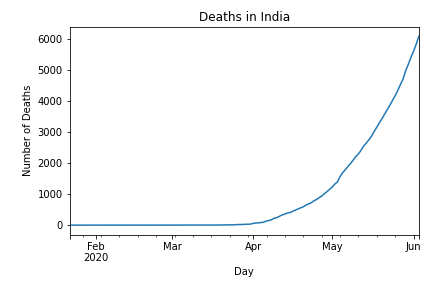 Deaths in India
Number of Deaths
6000
5000
4000
3000
2000
1000
0
Feb
2020
Mar
Apr
May
Jun
Day